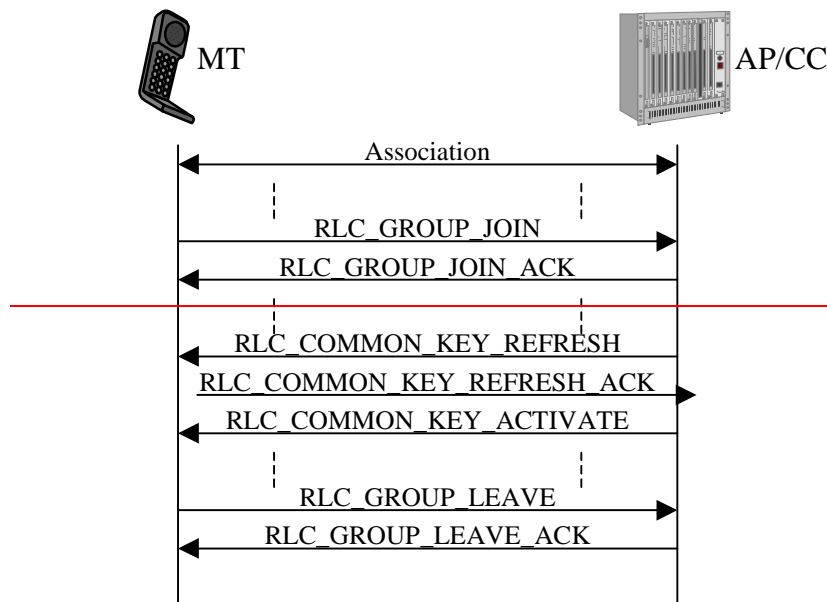 MT
AP/CC
Association
RLC_GROUP_JOIN
RLC_GROUP_JOIN_ACK
RLC_COMMON_KEY_REFRESH
RLC_COMMON_KEY_REFRESH_ACK
RLC_COMMON_KEY_ACTIVATE
RLC_GROUP_LEAVE
RLC_GROUP_LEAVE_ACK